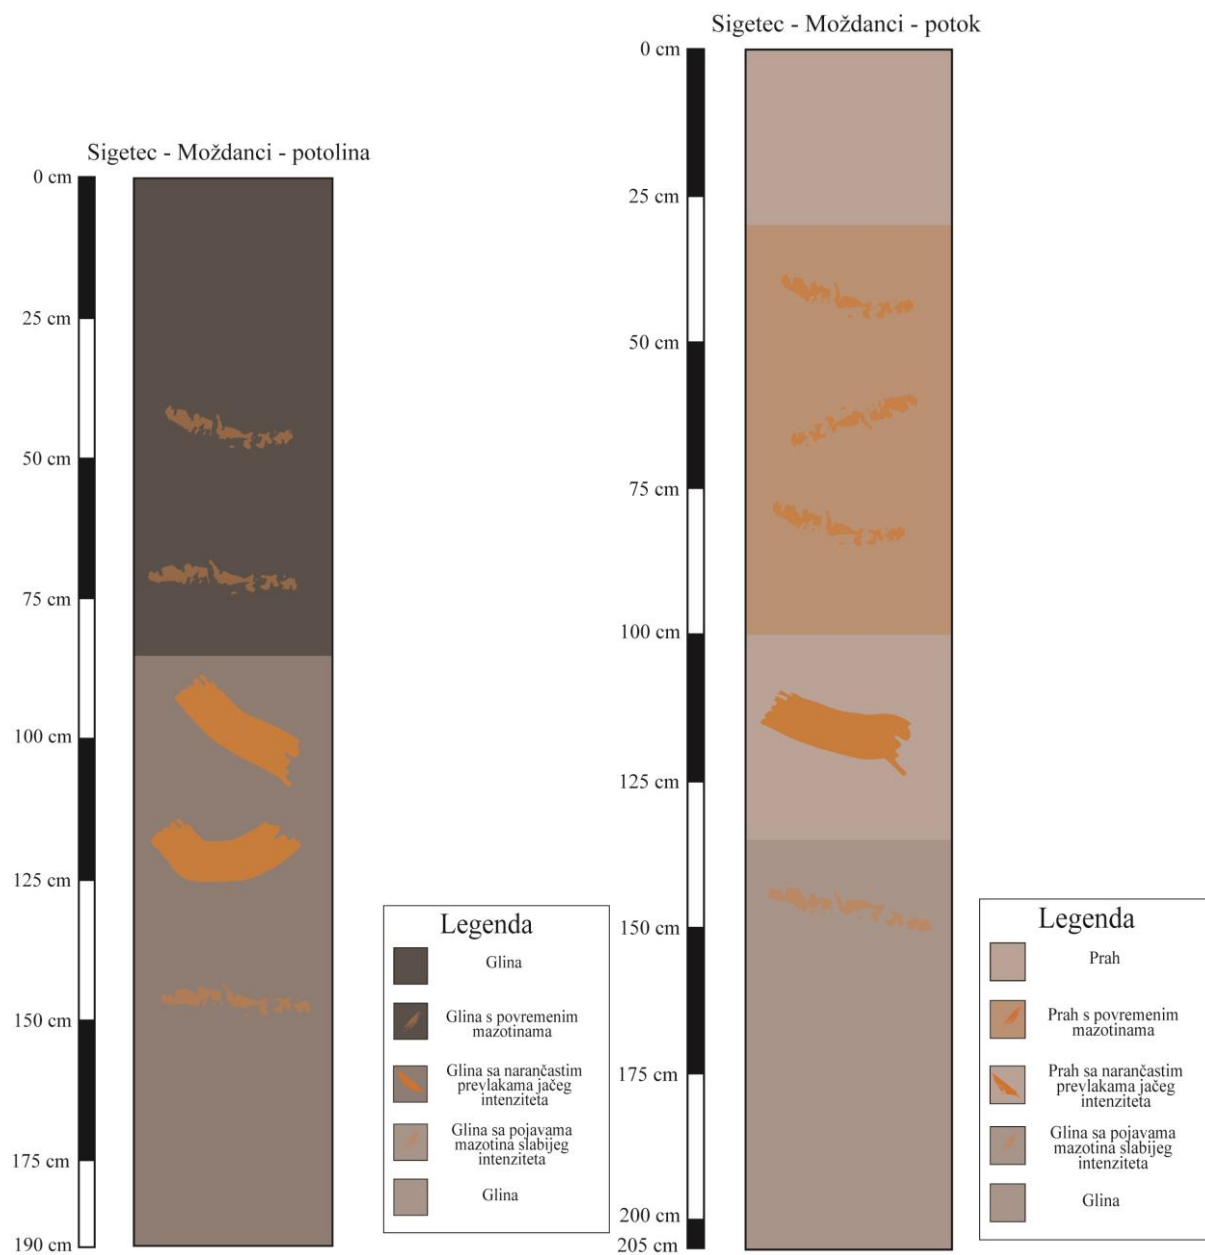 Sigetec - Moždanci - potolina
0 cm
25 cm
50 cm
75 cm
100 cm
125 cm
150 cm
175 cm
190 cm
Legenda
Glina
Glina s povremenim
mazotinama
Glina sa narančastim
prevlakama jačeg
intenziteta
Glina sa pojavama
mazotina slabijeg
intenziteta
Glina
Sigetec - Moždanci - potok
0 cm
25 cm
50 cm
75 cm
100 cm
125 cm
150 cm
175 cm
200 cm
205 cm
Legenda
Prah
Prah s povremenim
mazotinama
Prah sa narančastim
prevlakama jačeg
intenziteta
Glina sa pojavama
mazotina slabijeg
intenziteta
Glina